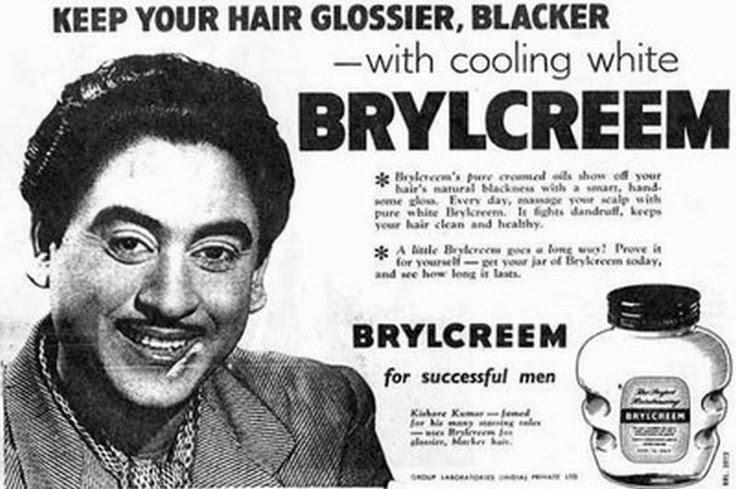 KEEP YOUR HAIR GLOSSIER, BLACKER
—with cooling white
BRYLCREEM
* Brylcreem's pure creamed oils show off your
hair's natural blackness with a smart, hand-
some gloss. Every day, massage your scalp with
pure white Brylcreem. It fights dandruff, keeps
your hair clean and healthy.
* A little Brylcreem goes a long way! Prove it
for yourself — get your jar of Brylcreem today,
and see how long it lasts.
BRYLCREEM
for successful men
BRYLCREEM
Kishore Kumar — famed
for his many starring roles
— uses Brylcreem for
glossier, blacker hair.
GROUP LABORATORIES (INDIA) PRIVATE LTD